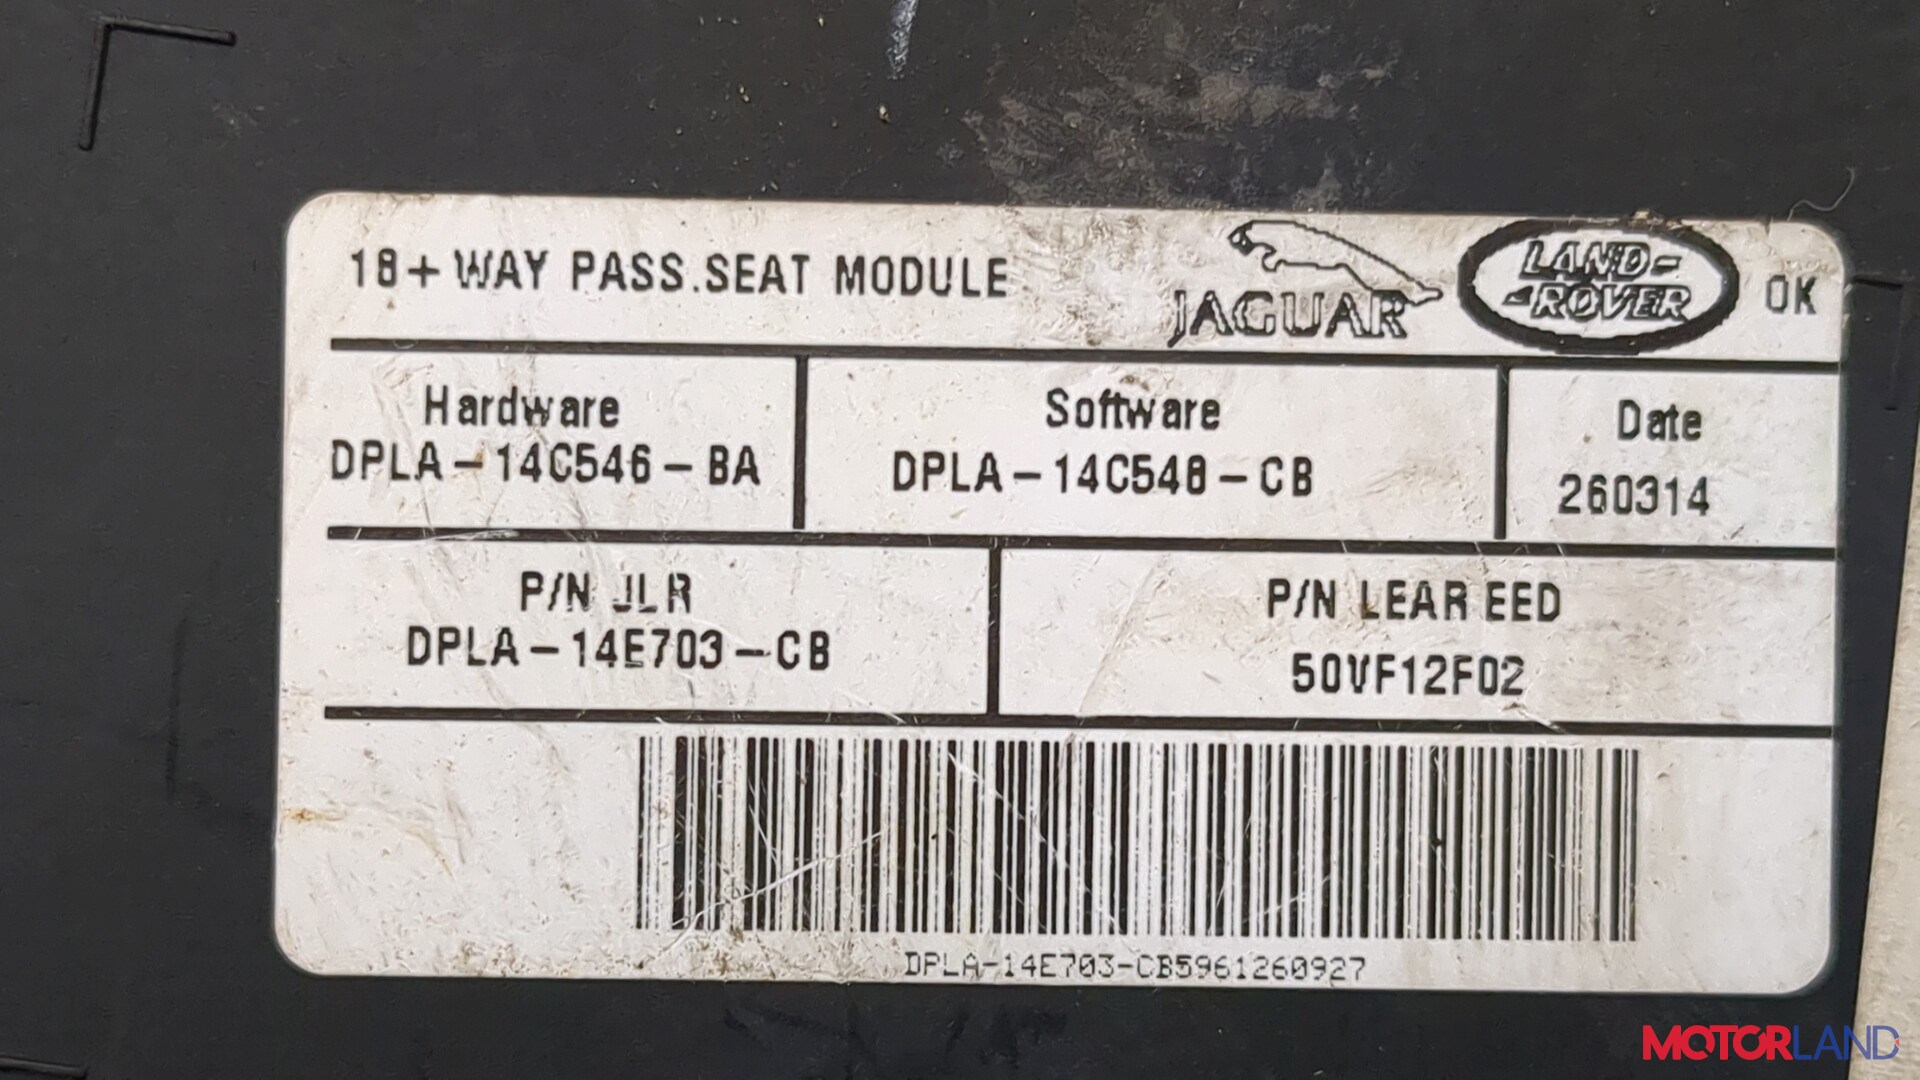 18+WAY PASS.SEAT MODULE
JAGUAR
LAND-
ROVER
OK
Hardware
DPLA-14C546-BA
Software
DPLA-14C548-CB
Date
260314
P/N JLR
DPLA-14E703-CB
P/N LEAR EED
50VF12F02
DPLA-14E703-CB5961260927
MOTORLAND